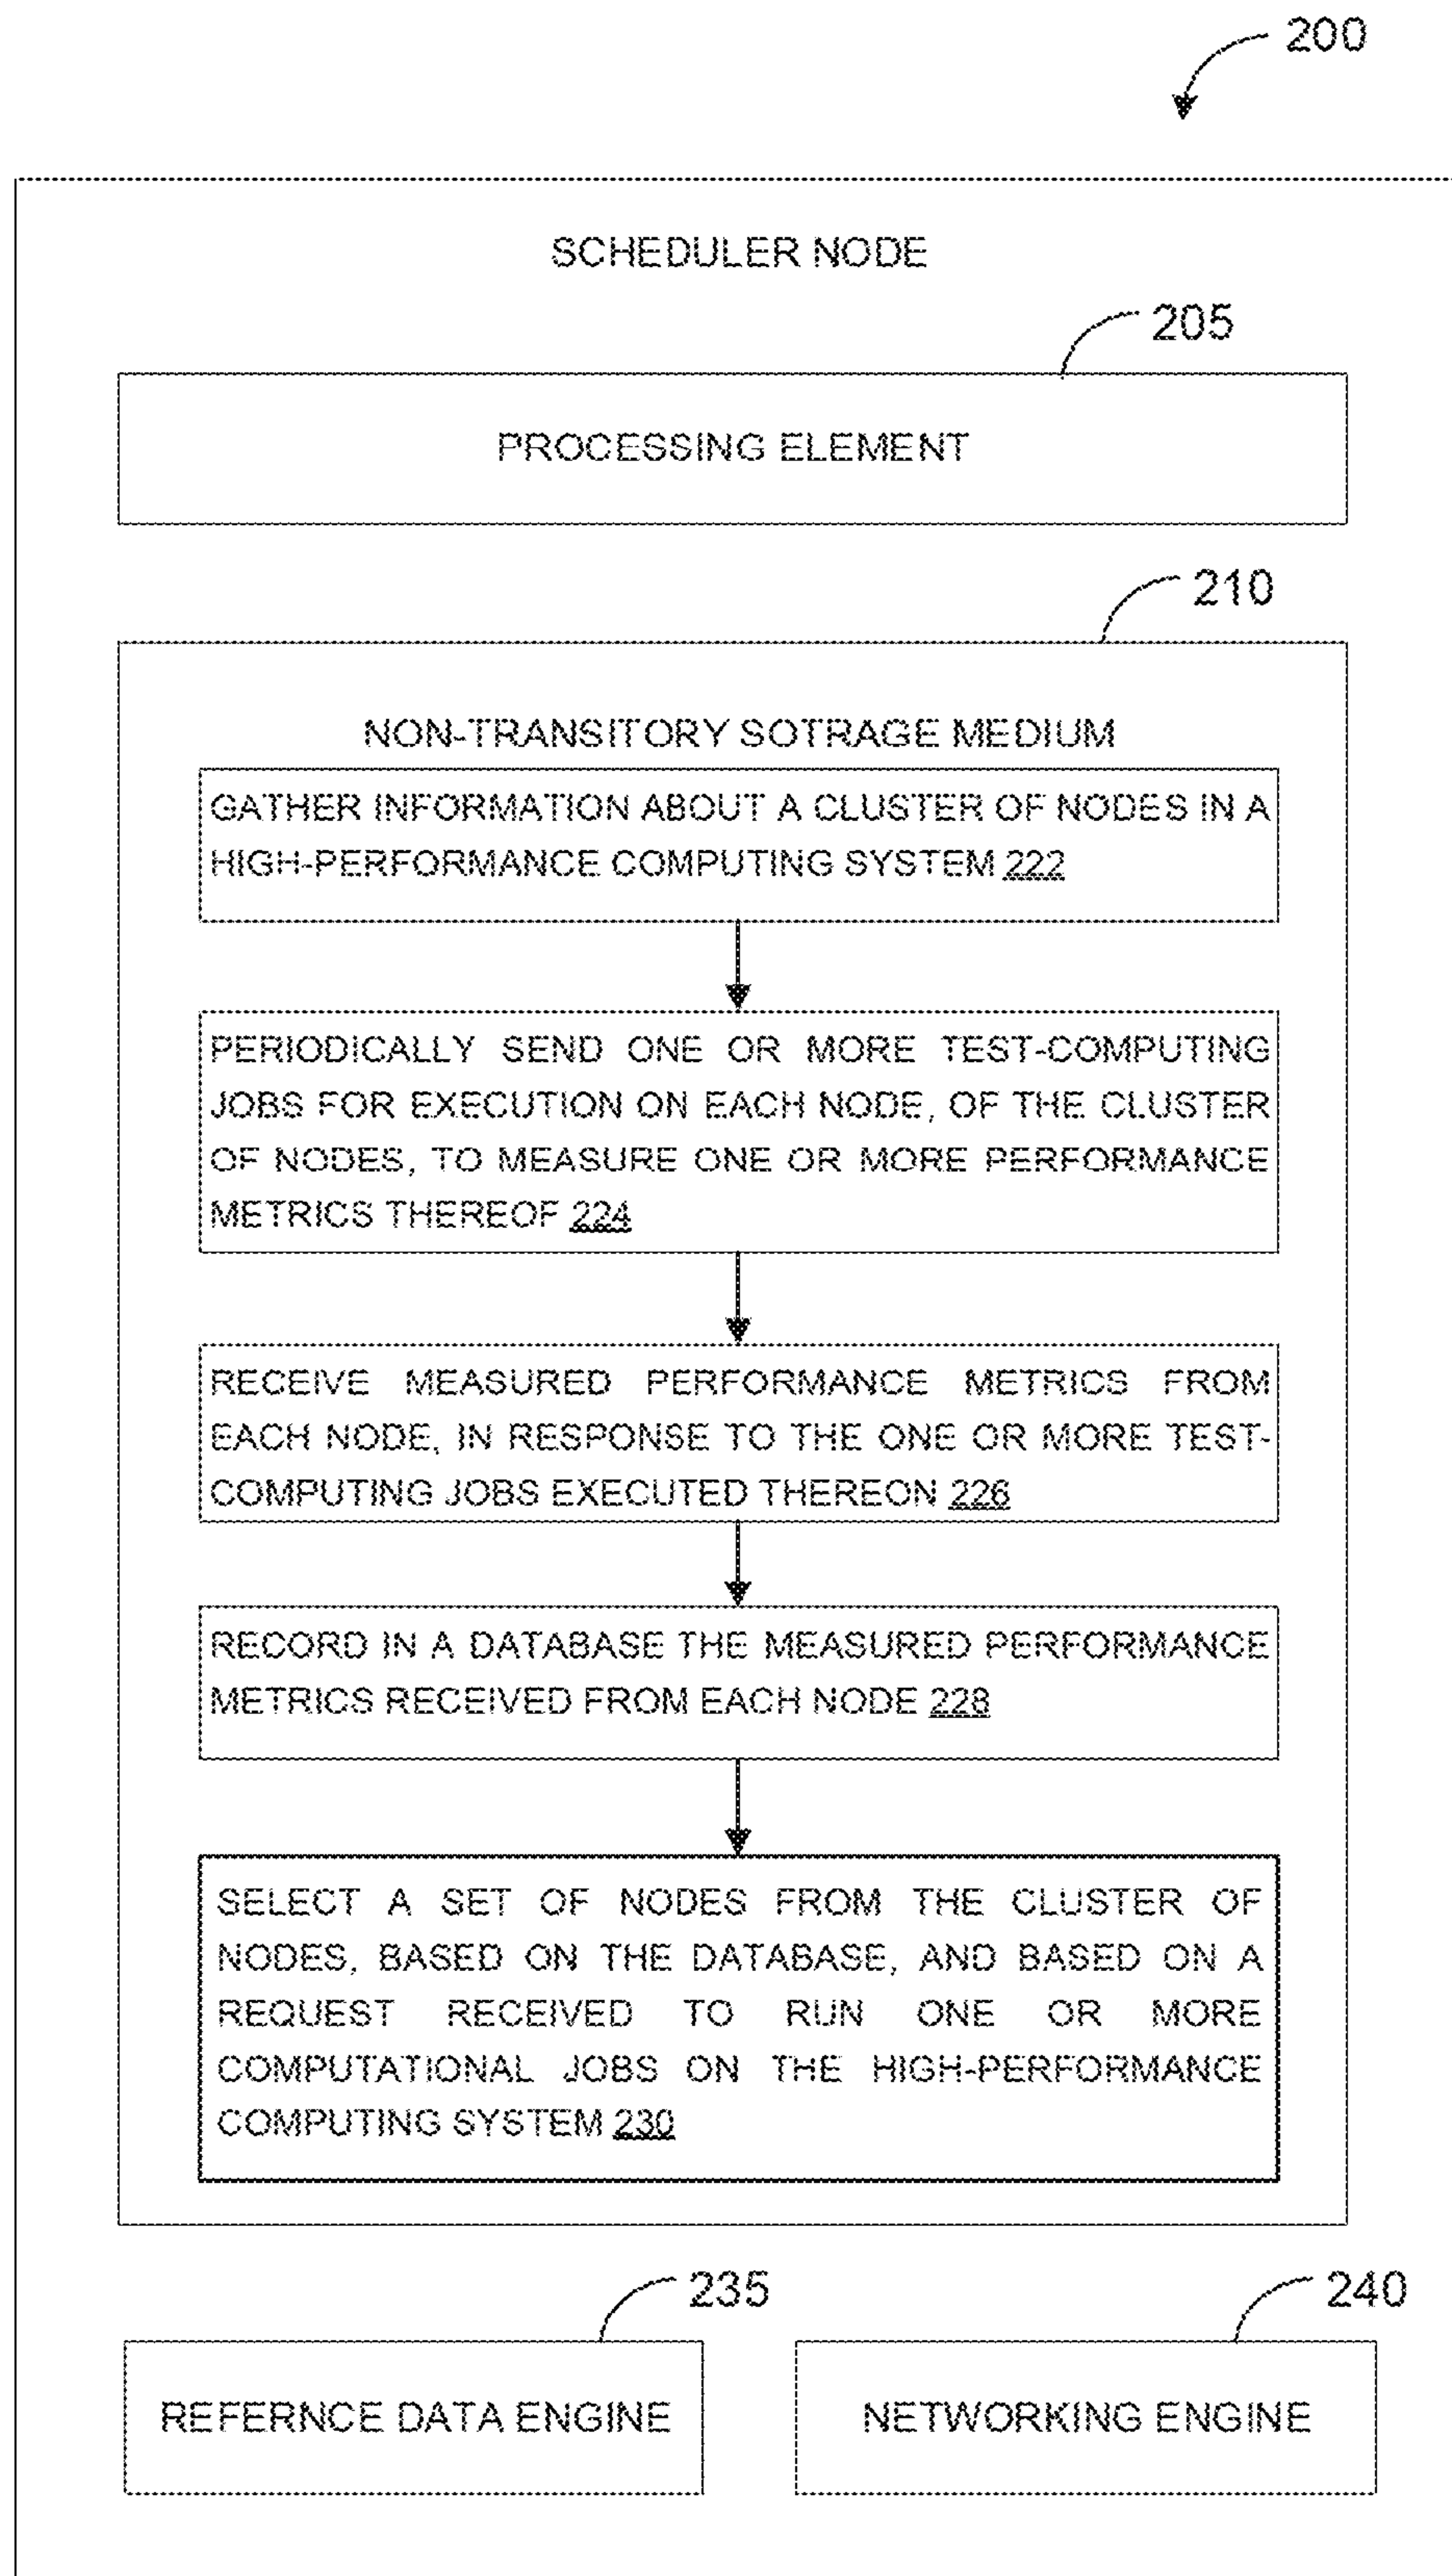 200
SCHEDULER NODE
205
PROCESSING ELEMENT
210
NON-TRANSITORY SOTRAGE MEDIUM
GATHER INFORMATION ABOUT A CLUSTER OF NODES IN A
HIGH-PERFORMANCE COMPUTING SYSTEM 222
PERIODICALLY SEND ONE OR MORE TEST-COMPUTING
JOBS FOR EXECUTION ON EACH NODE, OF THE CLUSTER
OF NODES, TO MEASURE ONE OR MORE PERFORMANCE
METRICS THEREOF 224
RECEIVE MEASURED PERFORMANCE METRICS FROM
EACH NODE, IN RESPONSE TO THE ONE OR MORE TEST-
COMPUTING JOBS EXECUTED THEREON 226
RECORD IN A DATABASE THE MEASURED PERFORMANCE
METRICS RECEIVED FROM EACH NODE 228
SELECT A SET OF NODES FROM THE CLUSTER OF
NODES, BASED ON THE DATABASE, AND BASED ON A
REQUEST RECEIVED TO RUN ONE OR MORE
COMPUTATIONAL JOBS ON THE HIGH-PERFORMANCE
COMPUTING SYSTEM 230
235
REFERNCE DATA ENGINE
240
NETWORKING ENGINE